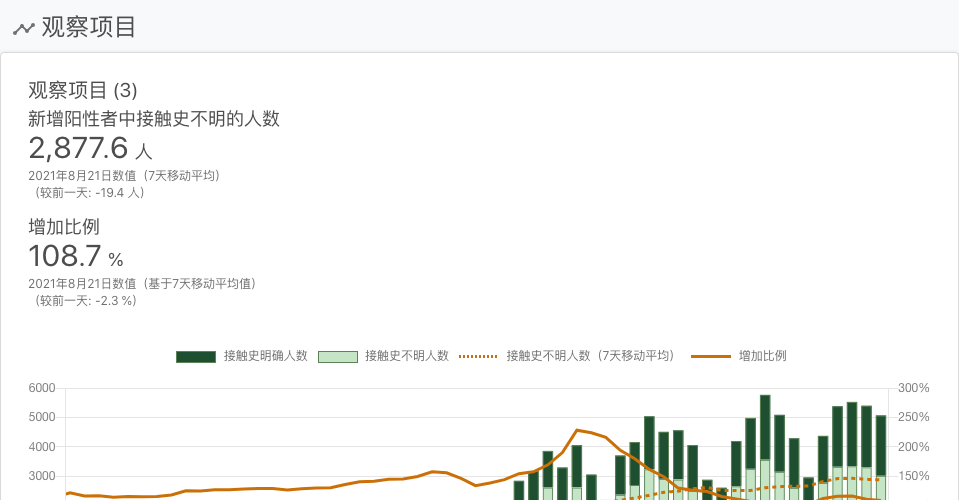 观察项目
观察项目 (3)
新增阳性者中接触史不明的人数
2,877.6 人
2021年8月21日数值（7天移动平均）
（较前一天: -19.4 人）
增加比例
108.7 %
2021年8月21日数值（基于7天移动平均值）
（较前一天: -2.3 %）
接触史明确人数 接触史不明人数 接触史不明人数（7天移动平均） 增加比例
6000 300%
5000 250%
4000 200%
3000 150%